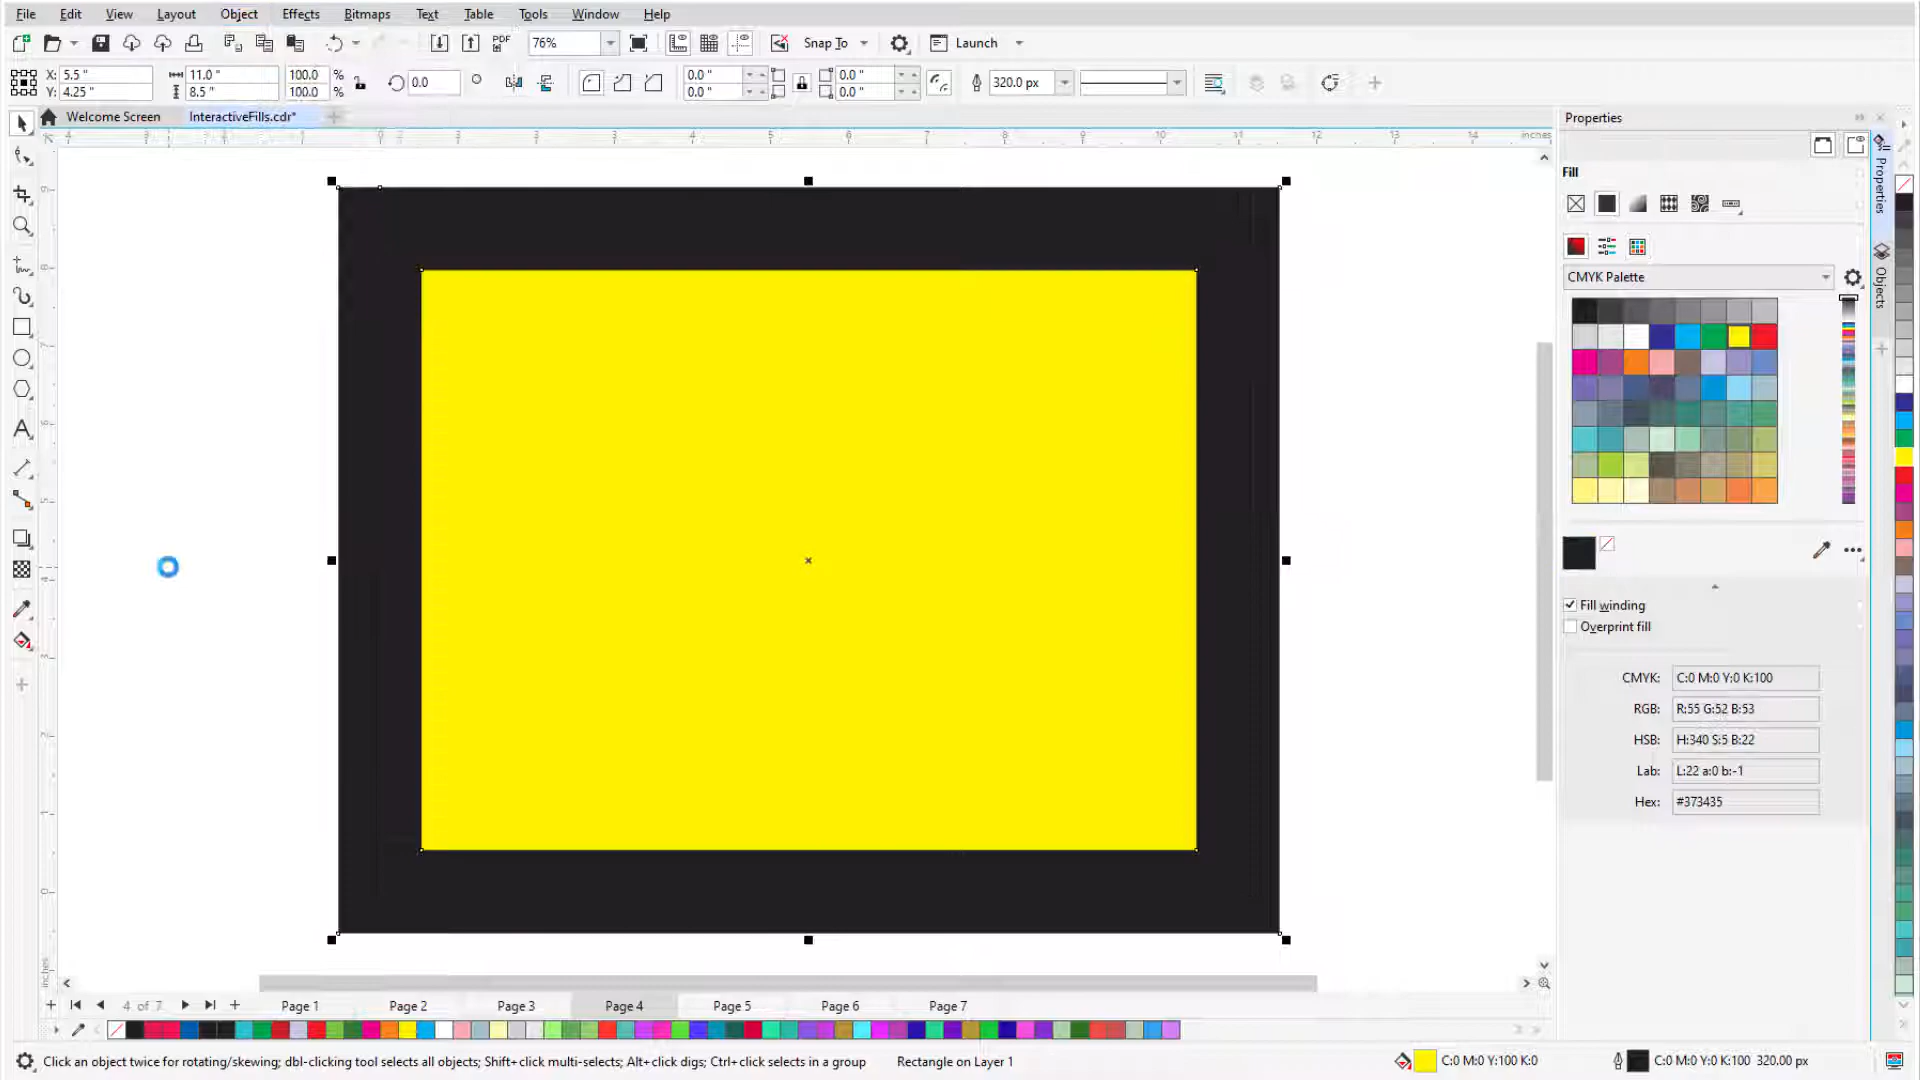 File Edit View Layout Object Effects Bitmaps Text Table Tools Window Help
PDF 76% Snap To Launch
X: 5.5 " 11.0 " 100.0 % 0.0 0.0 " 0.0 " 320.0 px
Y: 4.25 " 8.5 " 100.0 % 0.0 " 0.0 "
Welcome Screen InteractiveFills.cdr*
inches
Properties
Fill
CMYK Palette
Properties
Objects
Fill winding
Overprint fill
CMYK: C:0 M:0 Y:0 K:100
RGB: R:55 G:52 B:53
HSB: H:340 S:5 B:22
Lab: L:22 a:0 b:-1
Hex: #373435
inches
4 of 7 Page 1 Page 2 Page 3 Page 4 Page 5 Page 6 Page 7
Click an object twice for rotating/skewing; dbl-clicking tool selects all objects; Shift+click multi-selects; Alt+click digs; Ctrl+click selects in a group Rectangle on Layer 1 C:0 M:0 Y:100 K:0 C:0 M:0 Y:0 K:100 320.00 px